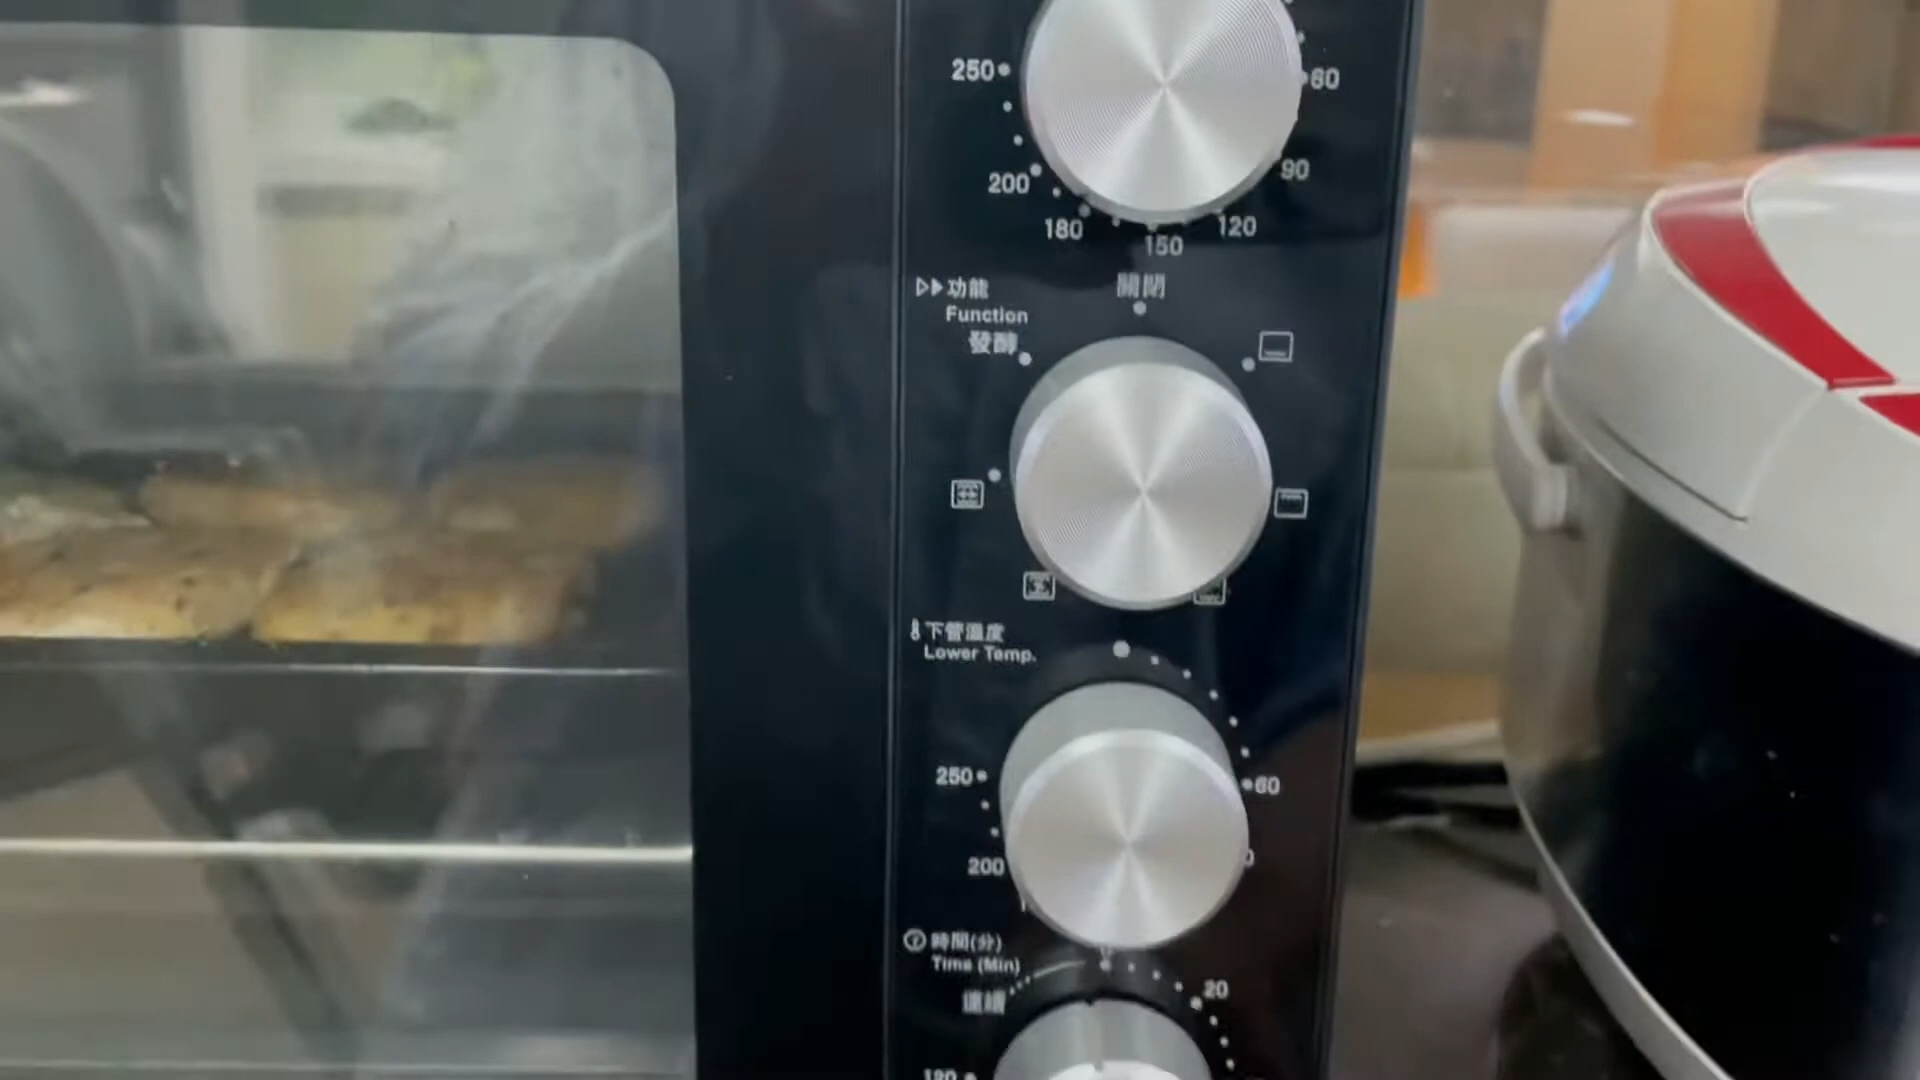 250
60
200
90
180
120
150
功能
關閉
Function
發酵
下管溫度
Lower Temp.
250
60
200
時間(分)
Time (Min)
20
連續
120